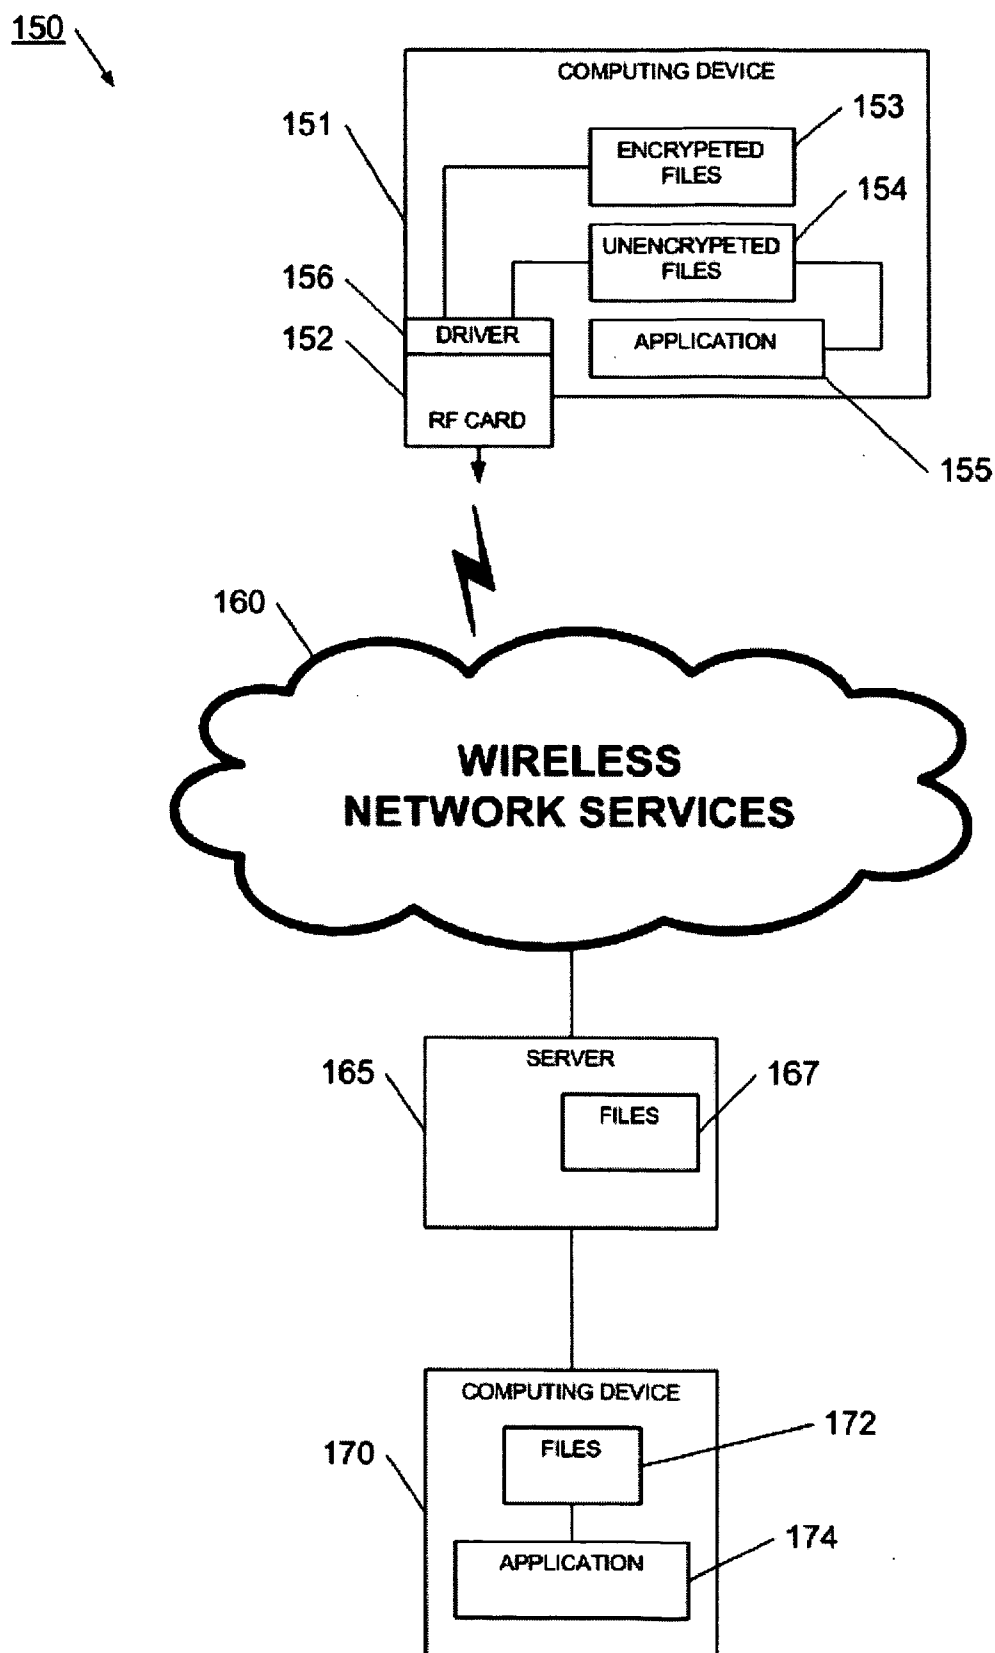 150
COMPUTING DEVICE
151
153
ENCRYPETED
FILES
154
UNENCRYPETED
FILES
156
DRIVER
152
APPLICATION
RF CARD
155
160
WIRELESS
NETWORK SERVICES
SERVER
165
167
FILES
COMPUTING DEVICE
172
FILES
170
174
APPLICATION